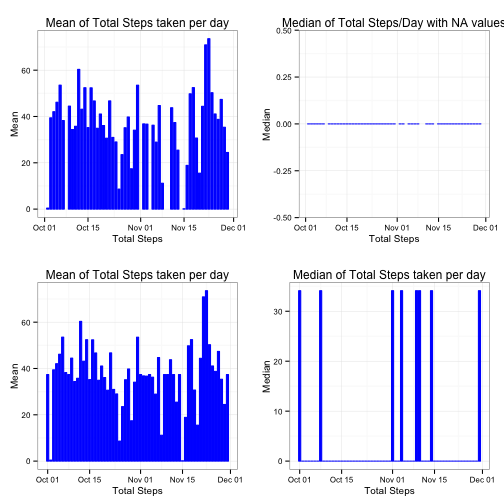 Mean of Total Steps taken per day
Mean
60
40
20
0
Oct 01 Oct 15 Nov 01 Nov 15 Dec 01
Total Steps
Median of Total Steps/Day with NA values
Median
0.50
0.25
0.00
-0.25
-0.50
Oct 01 Oct 15 Nov 01 Nov 15 Dec 01
Total Steps
Mean of Total Steps taken per day
Mean
60
40
20
0
Oct 01 Oct 15 Nov 01 Nov 15 Dec 01
Total Steps
Median of Total Steps taken per day
Median
30
20
10
0
Oct 01 Oct 15 Nov 01 Nov 15 Dec 01
Total Steps